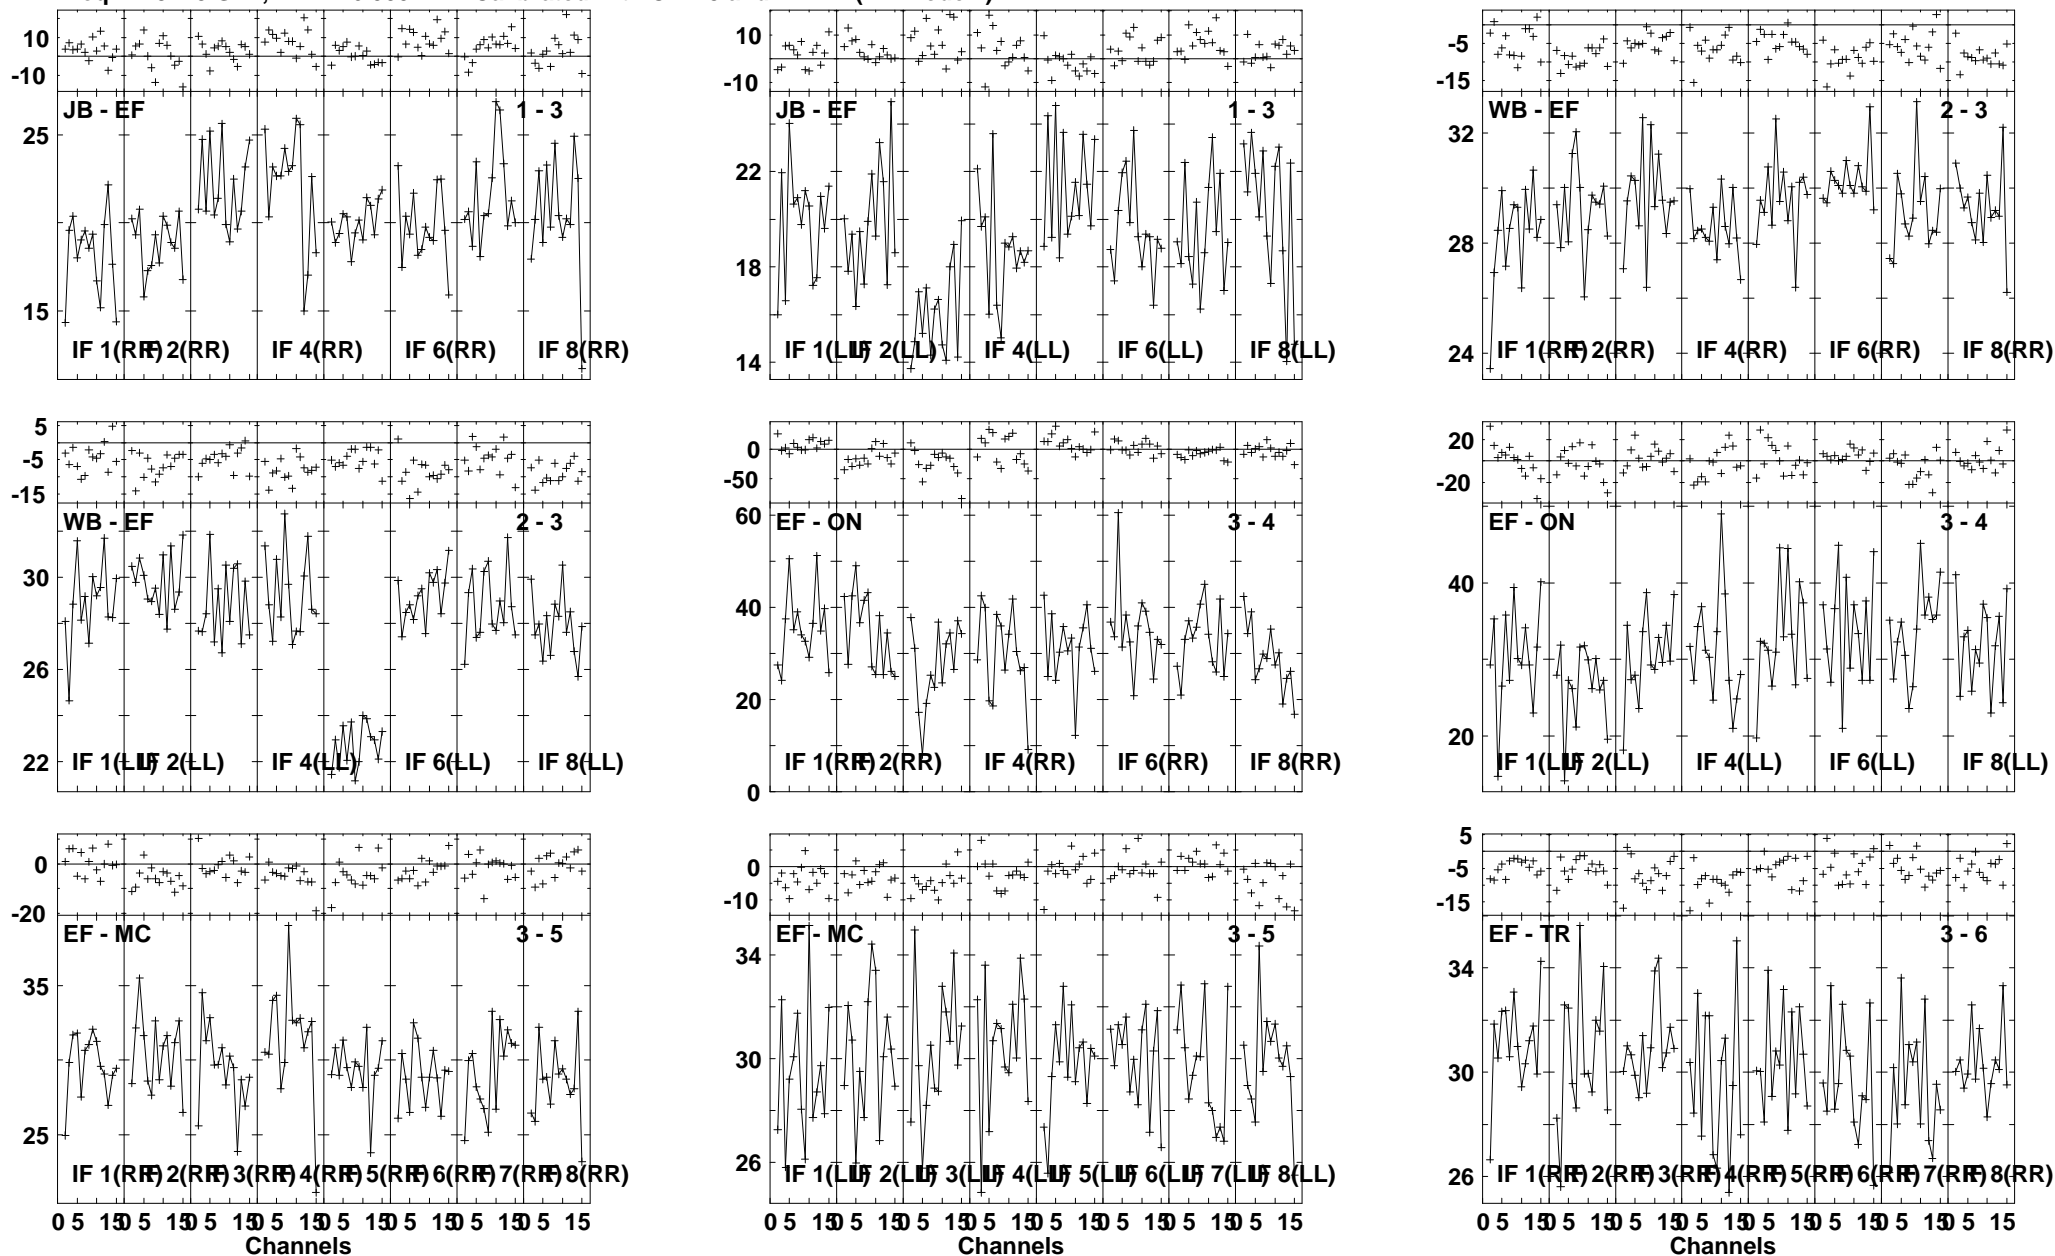 10
-10
JB - EF 1 - 3
25
15
IF 1(RR) IF 2(RR) IF 4(RR) IF 6(RR) IF 8(RR)
10
-10
JB - EF 1 - 3
22
18
14
IF 1(LL) IF 2(LL) IF 4(LL) IF 6(LL) IF 8(LL)
-5
-15
WB - EF 2 - 3
32
28
24
IF 1(RR) IF 2(RR) IF 4(RR) IF 6(RR) IF 8(RR)
5
-5
-15
WB - EF 2 - 3
30
26
22
IF 1(LL) IF 2(LL) IF 4(LL) IF 6(LL) IF 8(LL)
0
-50
EF - ON 3 - 4
60
40
20
0
IF 1(RR) IF 2(RR) IF 4(RR) IF 6(RR) IF 8(RR)
20
0
-20
EF - ON 3 - 4
40
20
IF 1(LL) IF 2(LL) IF 4(LL) IF 6(LL) IF 8(LL)
0
-20
EF - MC 3 - 5
35
25
IF 1(RR) IF 2(RR) IF 3(RR) IF 4(RR) IF 5(RR) IF 6(RR) IF 7(RR) IF 8(RR)
0 5 15 0 5 15 0 5 15 0 5 15 0 5 15 0 5 15 0 5 15 0 5 15
Channels
0
-10
EF - MC 3 - 5
34
30
26
IF 1(LL) IF 2(LL) IF 3(LL) IF 4(LL) IF 5(LL) IF 6(LL) IF 7(LL) IF 8(LL)
0 5 15 0 5 15 0 5 15 0 5 15 0 5 15 0 5 15 0 5 15 0 5 15
Channels
5
-5
-15
EF - TR 3 - 6
34
30
26
IF 1(RR) IF 2(RR) IF 3(RR) IF 4(RR) IF 5(RR) IF 6(RR) IF 7(RR) IF 8(RR)
0 5 15 0 5 15 0 5 15 0 5 15 0 5 15 0 5 15 0 5 15 0 5 15
Channels